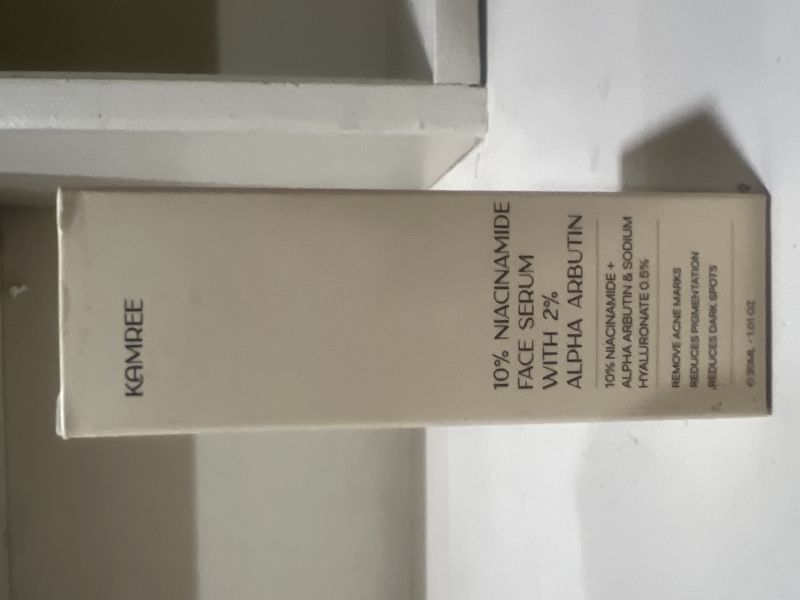 KAMREE
10% NIACINAMIDE
FACE SERUM
WITH 2%
ALPHA ARBUTIN
10% NIACINAMIDE +
ALPHA ARBUTIN & SODIUM
HYALURONATE 0.5%
REMOVE ACNE MARKS
REDUCES PIGMENTATION
REDUCES DARK SPOTS
℮ 30ML - 1.01 OZ